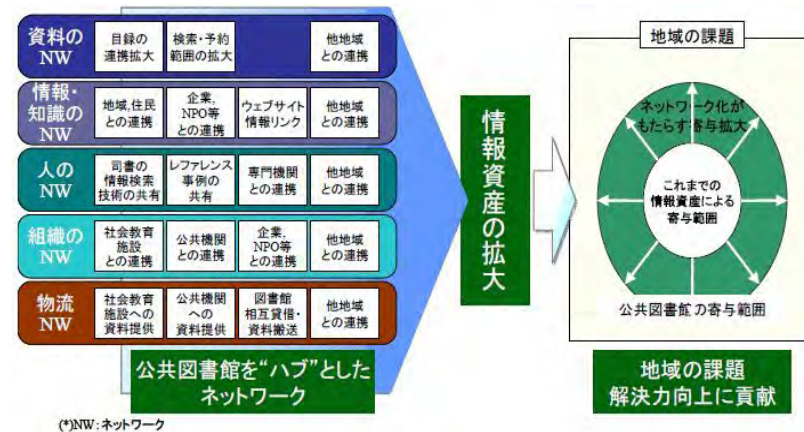 資料の
NW
目録の
連携拡大
検索・予約
範囲の拡大
他地域
との連携
情報・
知識の
NW
地域,住民
との連携
企業,
NPO等
との連携
ウェブサイト
情報リンク
他地域
との連携
人の
NW
司書の
情報検索
技術の共有
レファレンス
事例の
共有
専門機関
との連携
他地域
との連携
組織の
NW
社会教育
施設
との連携
公共機関
との連携
企業,
NPO等
との連携
他地域
との連携
物流
NW
社会教育
施設への
資料提供
公共機関
への
資料提供
図書館
相互貸借・
資料搬送
他地域
との連携
公共図書館を“ハブ”とした
ネットワーク
(*)NW:ネットワーク
情報資産の拡大
地域の課題
ネットワーク化が
もたらす寄与拡大
これまでの
情報資産による
寄与範囲
公共図書館の寄与範囲
地域の課題
解決力向上に貢献